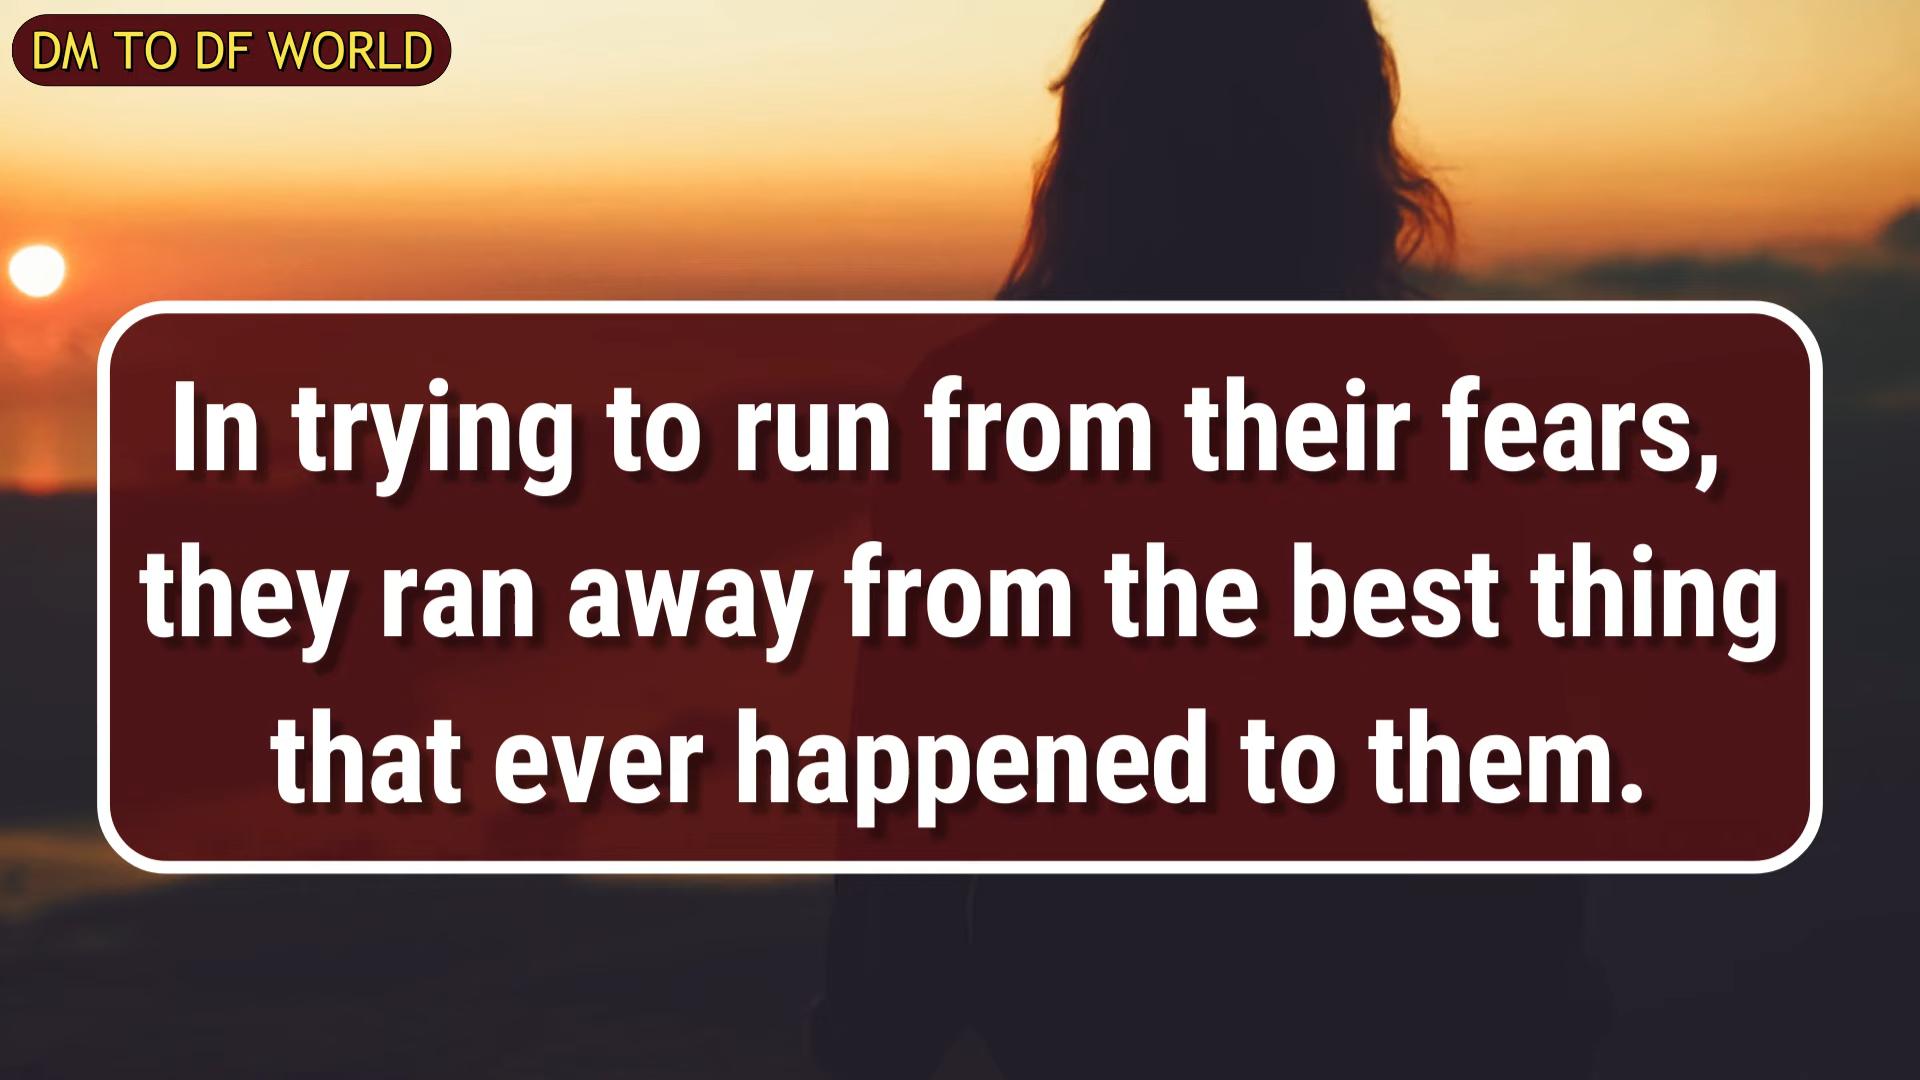 DM TO DF WORLD
In trying to run from their fears,
they ran away from the best thing
that ever happened to them.